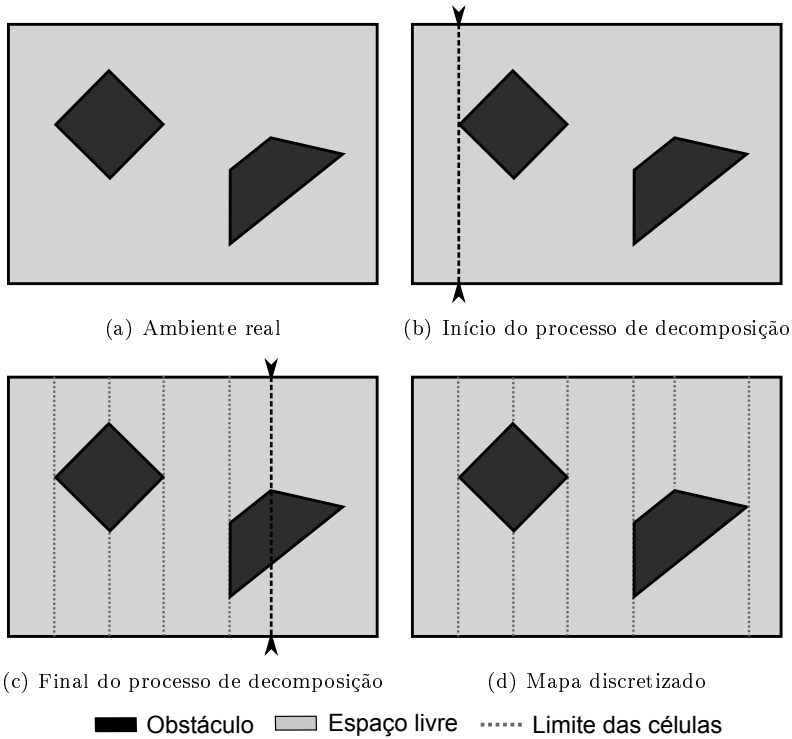 (a) Ambiente real
(b) Início do processo de decomposição
(c) Final do processo de decomposição
(d) Mapa discretizado
Obstáculo Espaço livre Limite das células